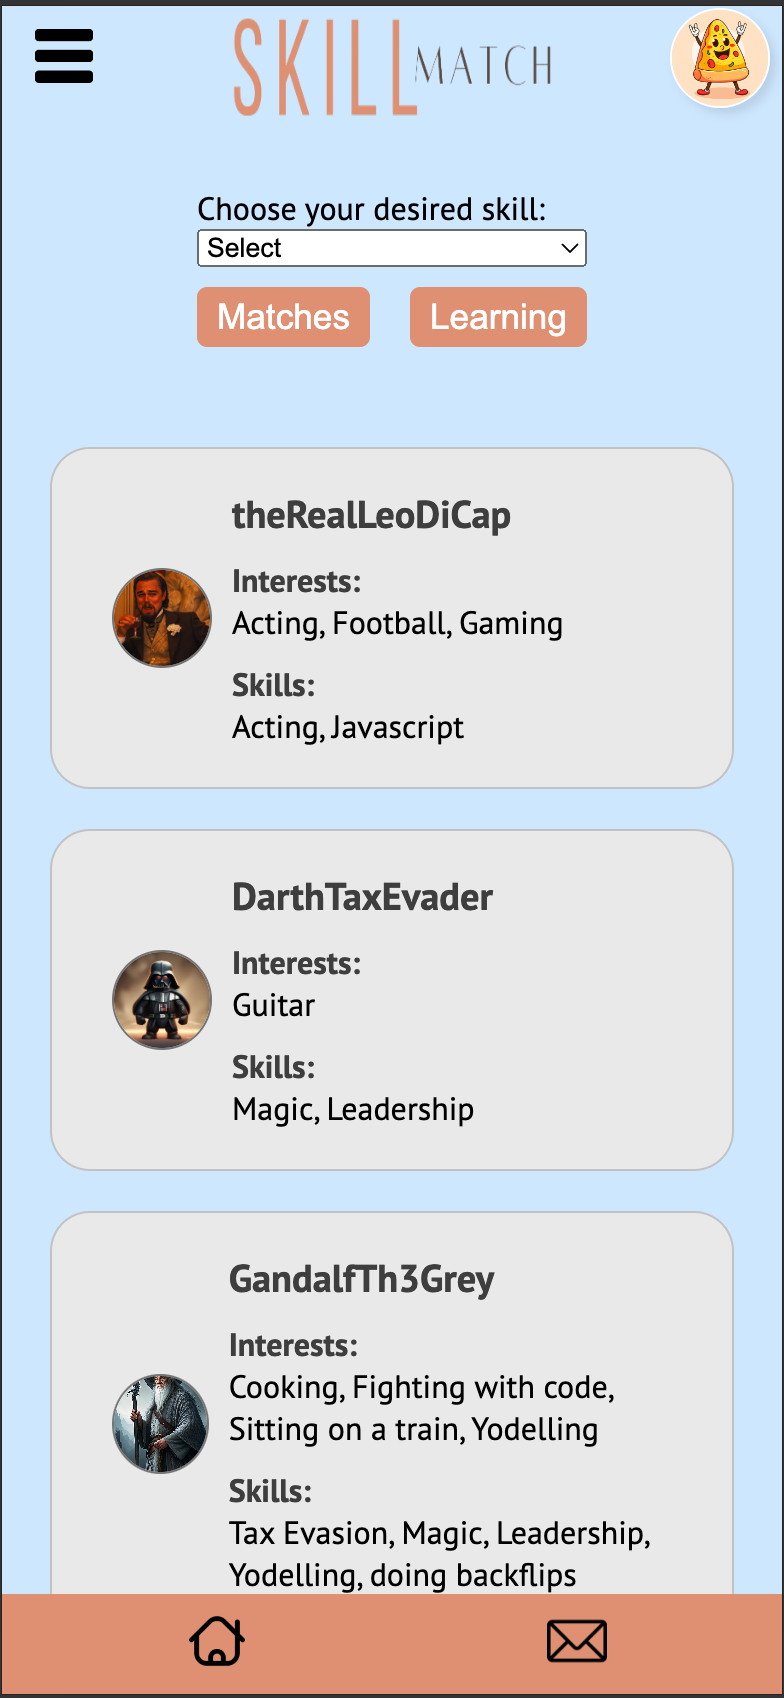 SKILL MATCH
Choose your desired skill:
Select
Matches Learning
theRealLeoDiCap
Interests:
Acting, Football, Gaming
Skills:
Acting, Javascript
DarthTaxEvader
Interests:
Guitar
Skills:
Magic, Leadership
GandalfTh3Grey
Interests:
Cooking, Fighting with code,
Sitting on a train, Yodelling
Skills:
Tax Evasion, Magic, Leadership,
Yodelling, doing backflips